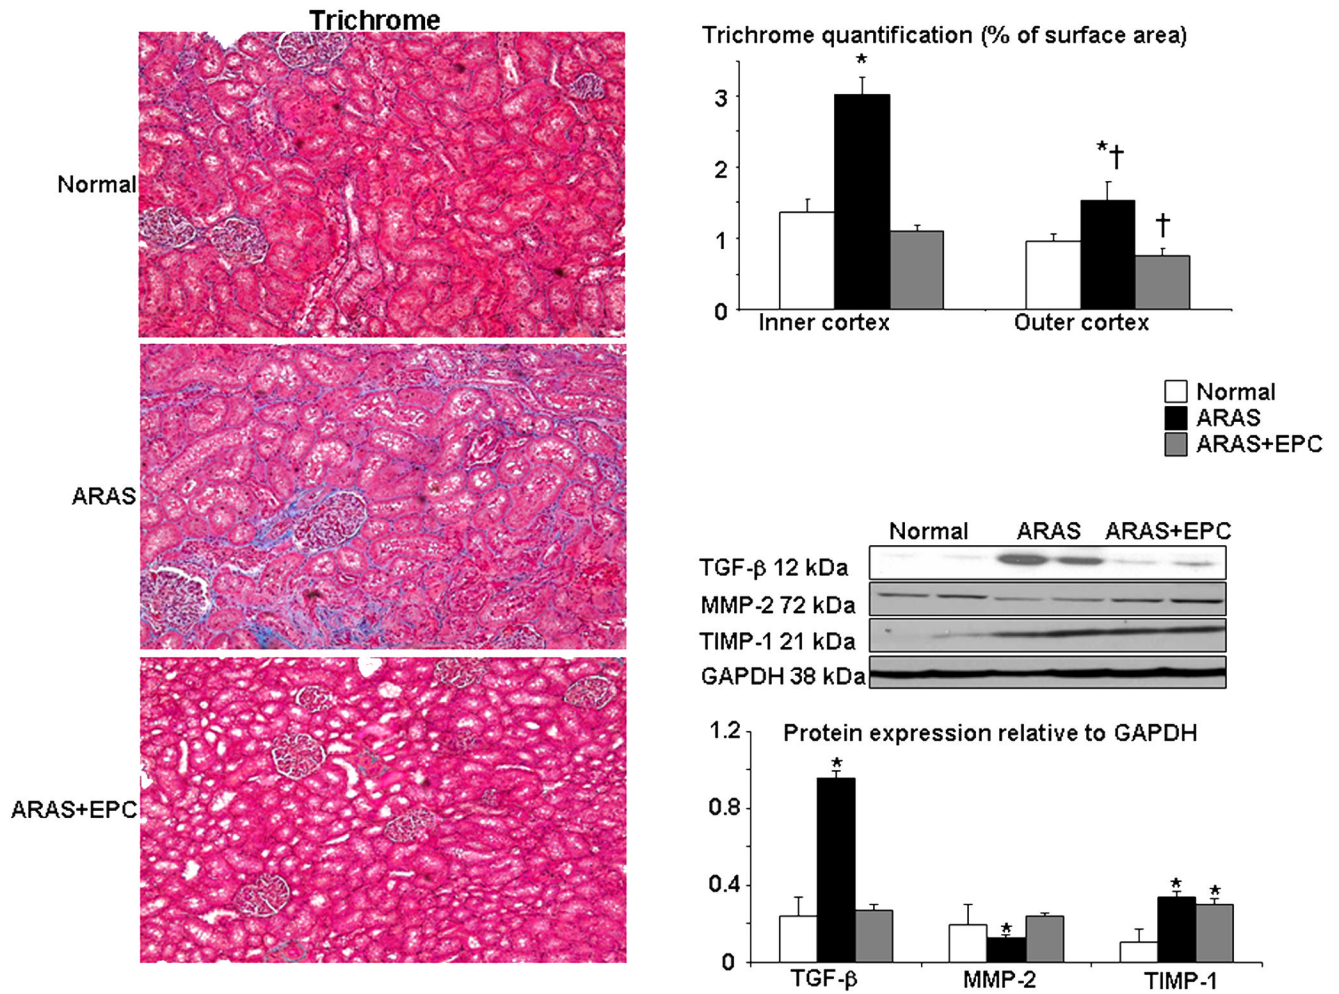 Trichrome
Normal
ARAS
ARAS+EPC
Trichrome quantification (% of surface area)
*
3
*†
2
†
1
0
Inner cortex Outer cortex
Normal
ARAS
ARAS+EPC
Normal ARAS ARAS+EPC
TGF-β 12 kDa
MMP-2 72 kDa
TIMP-1 21 kDa
GAPDH 38 kDa
1.2
Protein expression relative to GAPDH
*
0.8
0.4
* *
*
0
TGF-β MMP-2 TIMP-1